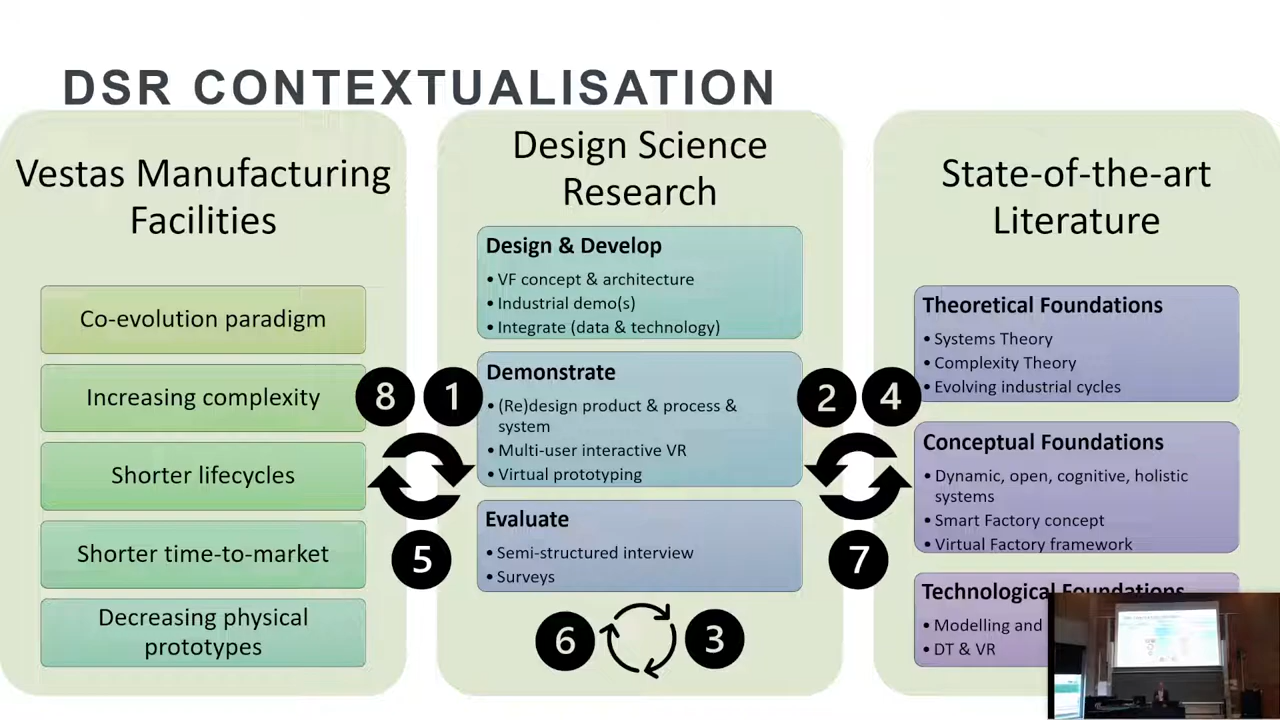 DSR CONTEXTUALISATION
Vestas Manufacturing
Facilities
Co-evolution paradigm
Increasing complexity
Shorter lifecycles
Shorter time-to-market
Decreasing physical
prototypes
8
1
5
Design Science
Research
Design & Develop
• VF concept & architecture
• Industrial demo(s)
• Integrate (data & technology)
Demonstrate
• (Re)design product & process &
system
• Multi-user interactive VR
• Virtual prototyping
Evaluate
• Semi-structured interview
• Surveys
6
3
2
4
7
State-of-the-art
Literature
Theoretical Foundations
• Systems Theory
• Complexity Theory
• Evolving industrial cycles
Conceptual Foundations
• Dynamic, open, cognitive, holistic
systems
• Smart Factory concept
• Virtual Factory framework
Technological Foundations
• Modelling and
• DT & VR